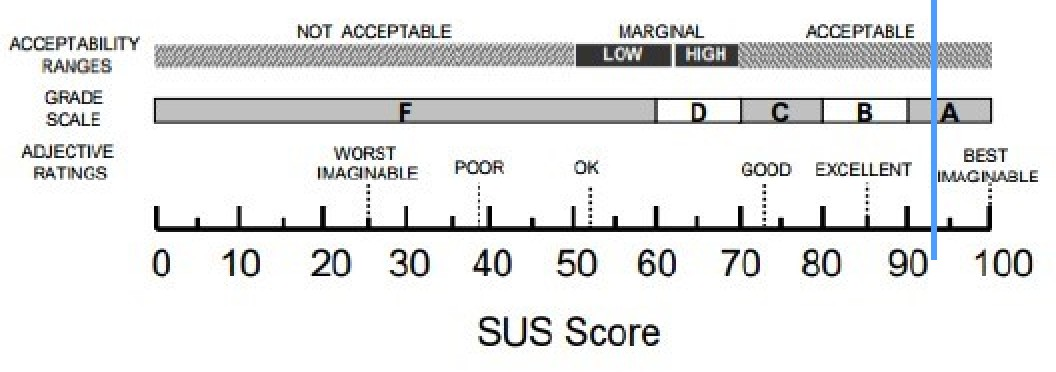 NOT ACCEPTABLE MARGINAL ACCEPTABLE
ACCEPTABILITY
RANGES
LOW HIGH
GRADE
SCALE
F D C B A
ADJECTIVE
RATINGS
WORST
IMAGINABLE
POOR
OK
GOOD
EXCELLENT
BEST
IMAGINABLE
0 10 20 30 40 50 60 70 80 90 100
SUS Score